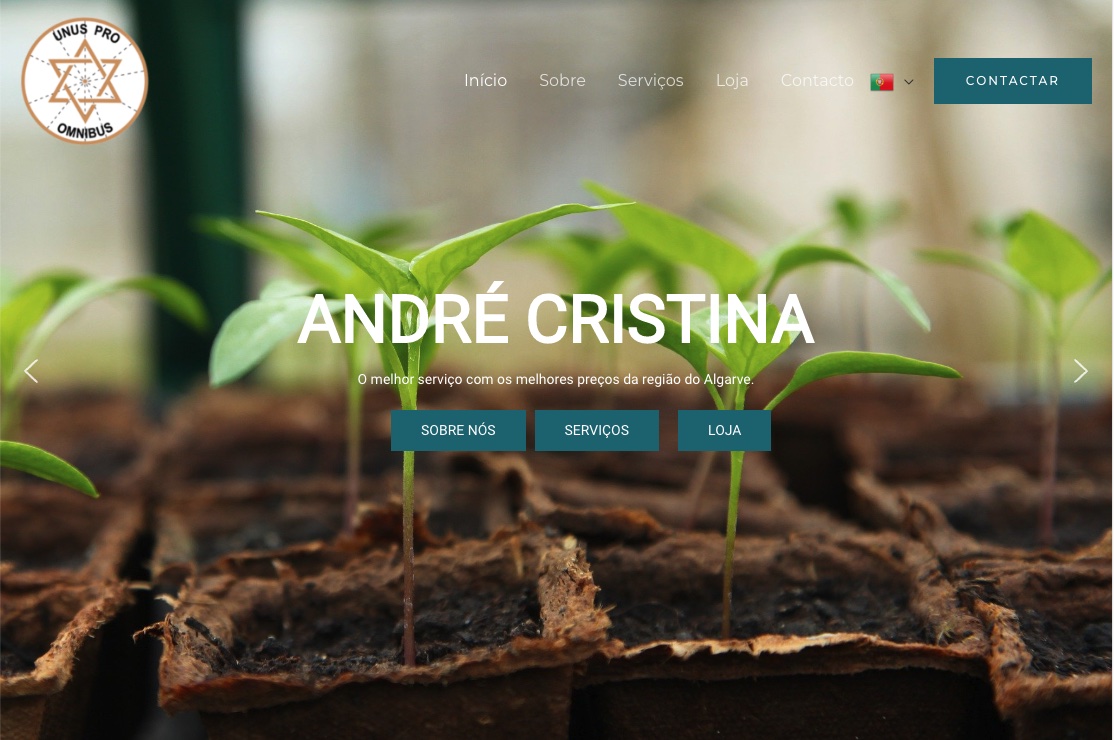 UNUS PRO
OMNIBUS
Início Sobre Serviços Loja Contacto
CONTACTAR
ANDRÉ CRISTINA
O melhor serviço com os melhores preços da região do Algarve.
SOBRE NÓS SERVIÇOS LOJA